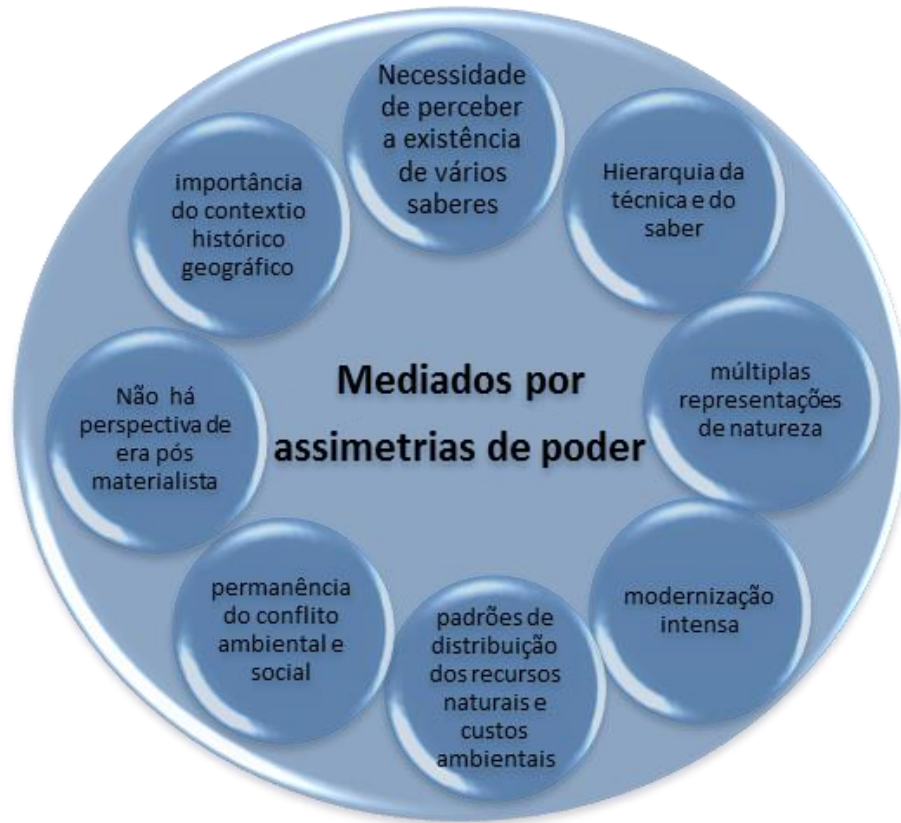 Necessidade
de perceber
a existência
de vários
saberes
Hierarquia da
técnica e do
saber
múltiplas
representações
de natureza
modernização
intensa
padrões de
distribuição
dos recursos
naturais e
custos
ambientais
permanência
do conflito
ambiental e
social
Não há
perspectiva de
era pós
materialista
importância
do contextio
histórico
geográfico
Mediados por
assimetrias de poder